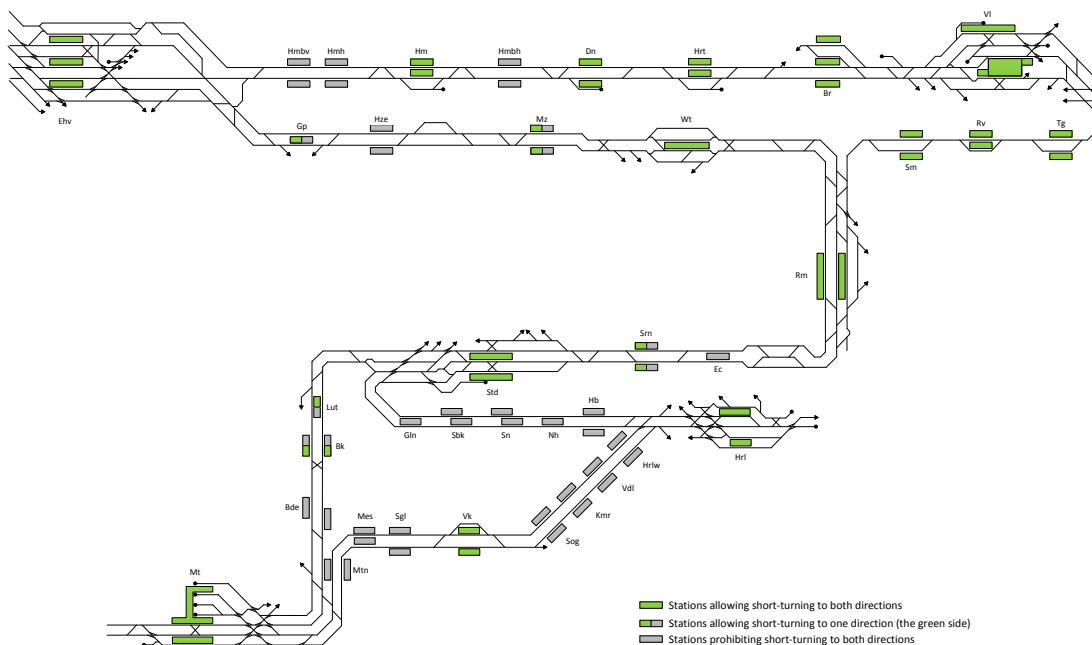 Vl
Hmbv
Hmh
Hm
Hmbh
Dn
Hrt
Br
Ehv
Gp
Hze
Mz
Wt
Rv
Tg
Sm
Rm
Srn
Ec
Std
Lut
Hb
Gln
Sbk
Sn
Nh
Bk
Hrl
Hrlw
Vdl
Bde
Mes
Sgl
Vk
Kmr
Sog
Mtn
Mt
Stations allowing short-turning to both directions
Stations allowing short-turning to one direction (the green side)
Stations prohibiting short-turning to both directions